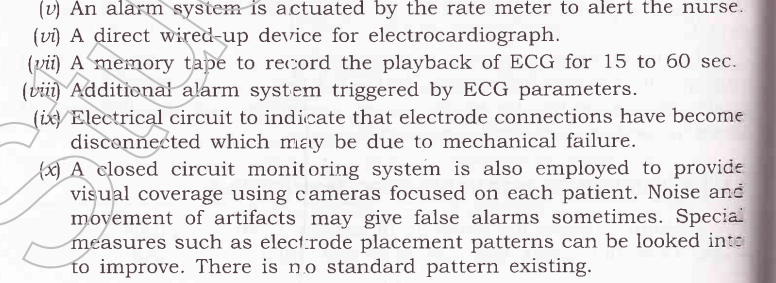 (v) An alarm system is actuated by the rate meter to alert the nurse.
(vi) A direct wired-up device for electrocardiograph.
(vii) A memory tape to record the playback of ECG for 15 to 60 sec.
(viii) Additional alarm system triggered by ECG parameters.
(ix) Electrical circuit to indicate that electrode connections have become
disconnected which may be due to mechanical failure.
(x) A closed circuit monitoring system is also employed to provide
visual coverage using cameras focused on each patient. Noise and
movement of artifacts may give false alarms sometimes. Special
measures such as electrode placement patterns can be looked into
to improve. There is no standard pattern existing.